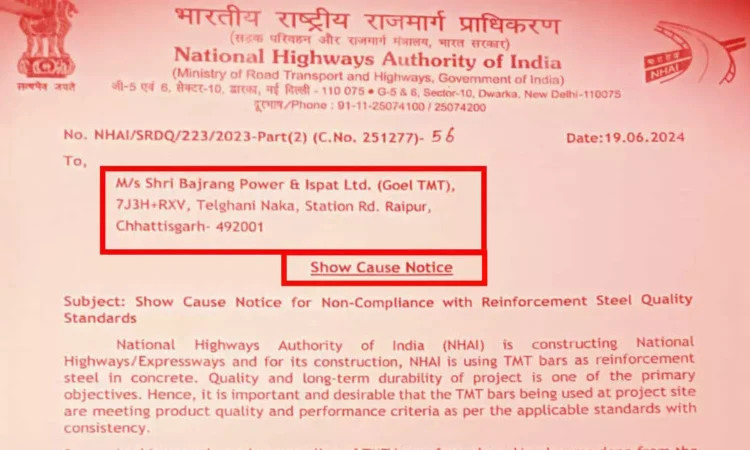 भारतीय राष्ट्रीय राजमार्ग प्राधिकरण
(सड़क परिवहन और राजमार्ग मंत्रालय, भारत सरकार)
National Highways Authority of India
(Ministry of Road Transport and Highways, Government of India)
जी-5 एवं 6, सेक्टर-10, द्वारका, नई दिल्ली - 110 075 • G-5 & 6, Sector-10, Dwarka, New Delhi-110075
दूरभाष/Phone : 91-11-25074100 / 25074200
सत्यमेव जयते
NHAI
No. NHAI/SRDQ/223/2023-Part(2) (C.No. 251277)- 56 Date:19.06.2024
To,
M/s Shri Bajrang Power & Ispat Ltd. (Goel TMT),
7J3H+RXV, Telghani Naka, Station Rd. Raipur,
Chhattisgarh- 492001
Show Cause Notice
Subject: Show Cause Notice for Non-Compliance with Reinforcement Steel Quality
Standards
National Highways Authority of India (NHAI) is constructing National
Highways/Expressways and for its construction, NHAI is using TMT bars as reinforcement
steel in concrete. Quality and long-term durability of project is one of the primary
objectives. Hence, it is important and desirable that the TMT bars being used at project site
are meeting product quality and performance criteria as per the applicable standards with
consistency.